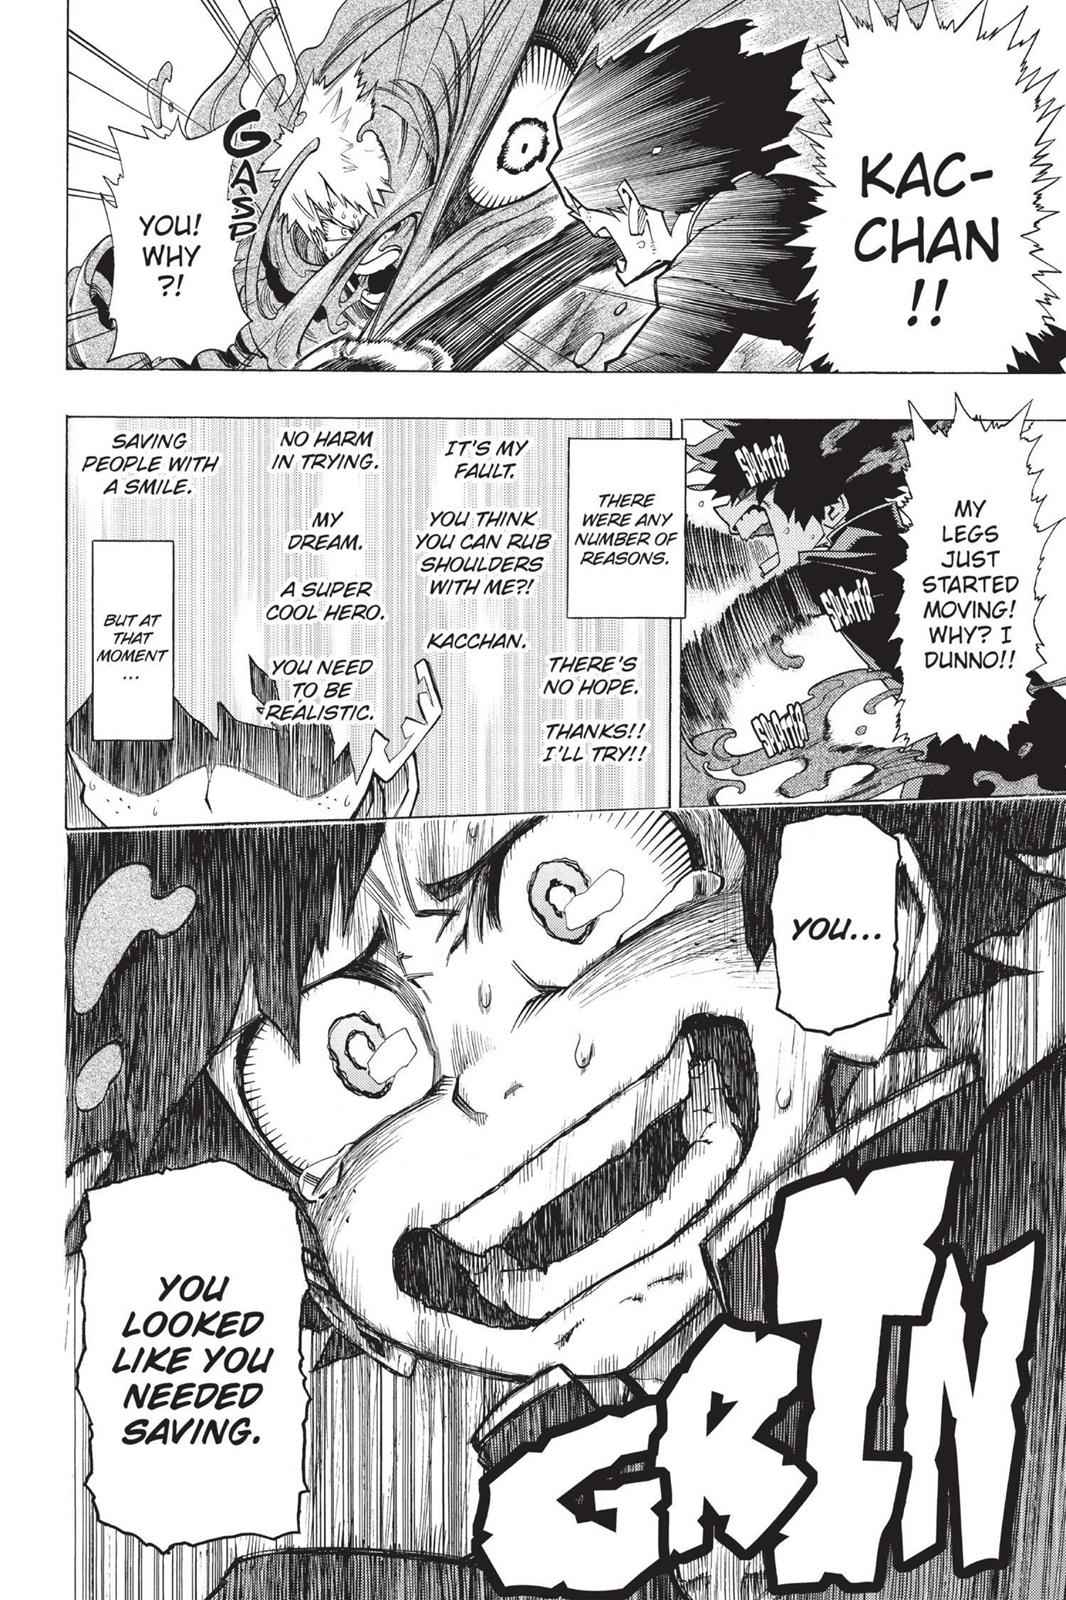 KAC-
CHAN
!!
GASP
YOU!
WHY
?!
MY
LEGS
JUST
STARTED
MOVING!
WHY? I
DUNNO!!
THERE
WERE ANY
NUMBER OF
REASONS.
THERE'S
NO HOPE.
THANKS!!
I'LL TRY!!
IT'S MY
FAULT.
YOU THINK
YOU CAN RUB
SHOULDERS
WITH ME?!
KACCHAN.
NO HARM
IN TRYING.
MY
DREAM.
A SUPER
COOL HERO.
YOU NEED
TO BE
REALISTIC.
SAVING
PEOPLE WITH
A SMILE.
BUT AT
THAT
MOMENT
...
YOU...
YOU
LOOKED
LIKE YOU
NEEDED
SAVING.
GRIN